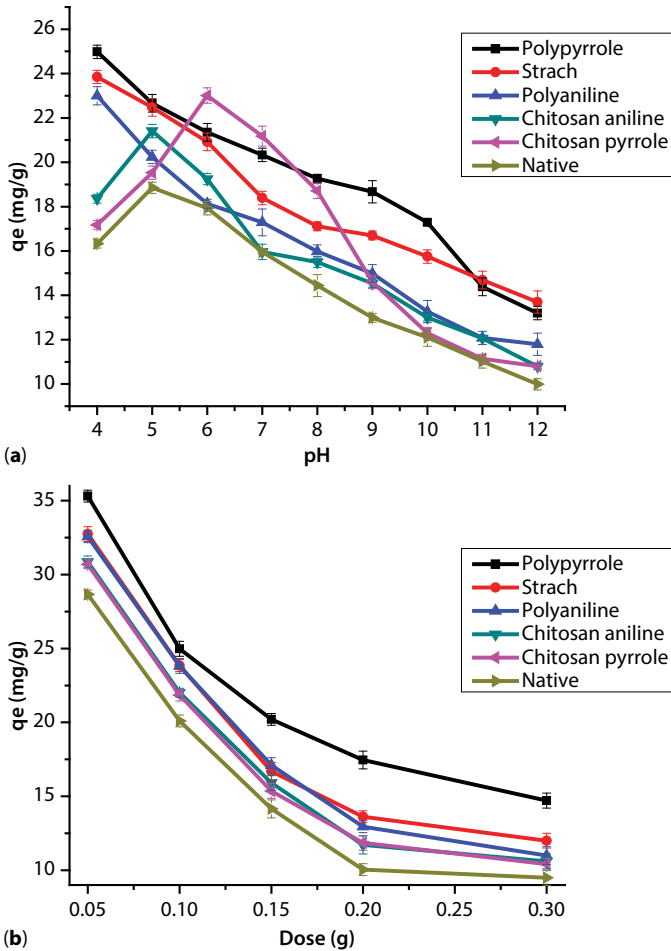 26
24
22
20
18
16
14
12
10
qe (mg/g)
Polypyrrole
Strach
Polyaniline
Chitosan aniline
Chitosan pyrrole
Native
4 5 6 7 8 9 10 11 12
(a) pH
35
30
25
20
15
10
qe (mg/g)
Polypyrrole
Strach
Polyaniline
Chitosan aniline
Chitosan pyrrole
Native
0.05 0.10 0.15 0.20 0.25 0.30
(b) Dose (g)